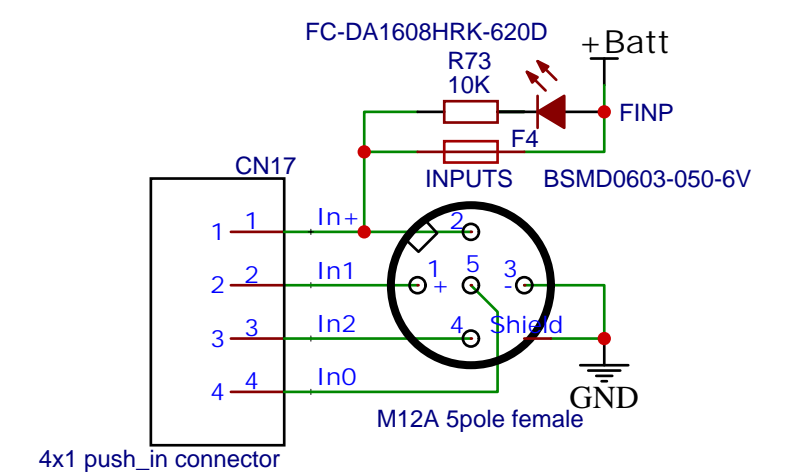 FC-DA1608HRK-620D
+Batt
R73
10K
FINP
F4
INPUTS BSMD0603-050-6V
CN17
1 1 In+ 2
2 2 In1 1 + 5 3 -
3 3 In2 4 Shield
4 4 In0
GND
M12A 5pole female
4x1 push_in connector